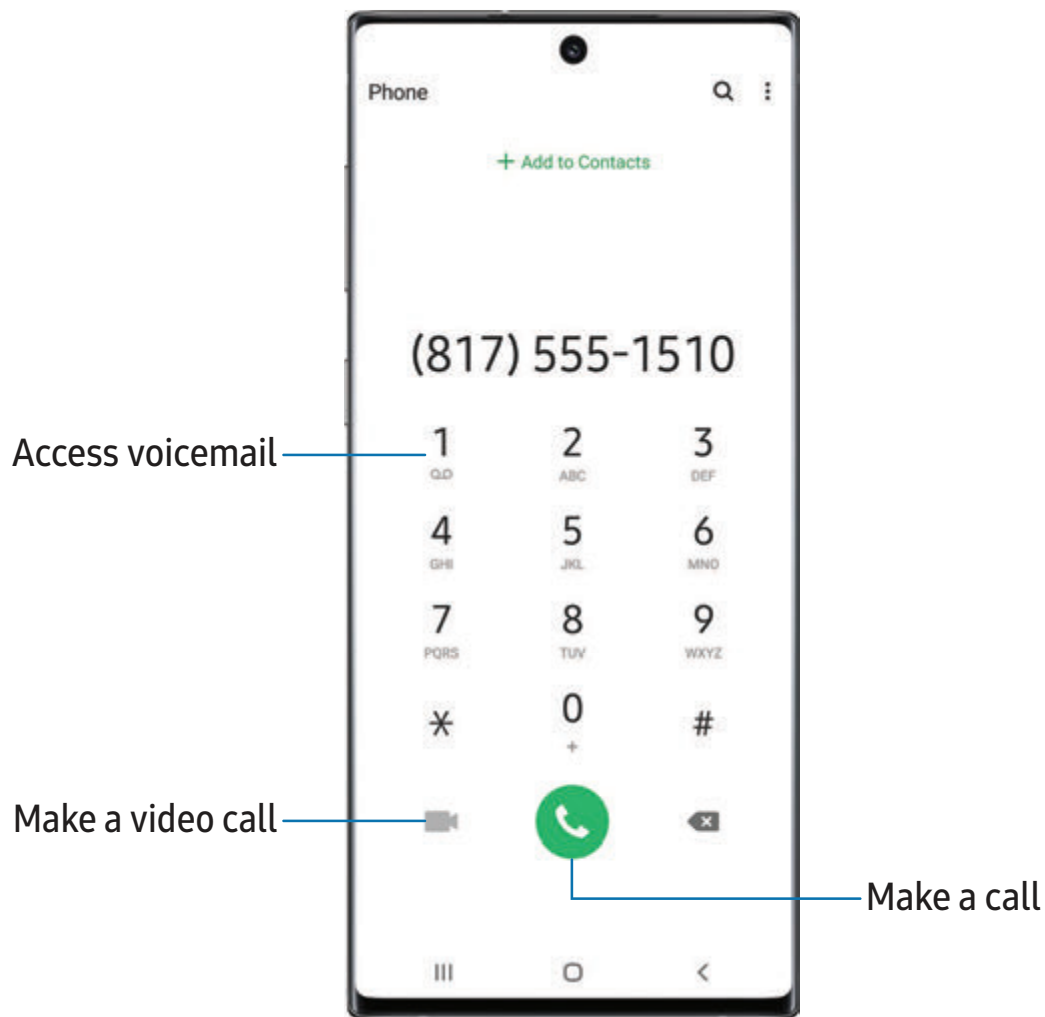 Phone
+ Add to Contacts
(817) 555-1510
Access voicemail
1 2 3
ABC DEF
4 5 6
GHI JKL MNO
7 8 9
PQRS TUV WXYZ
* 0 #
+
Make a video call
Make a call